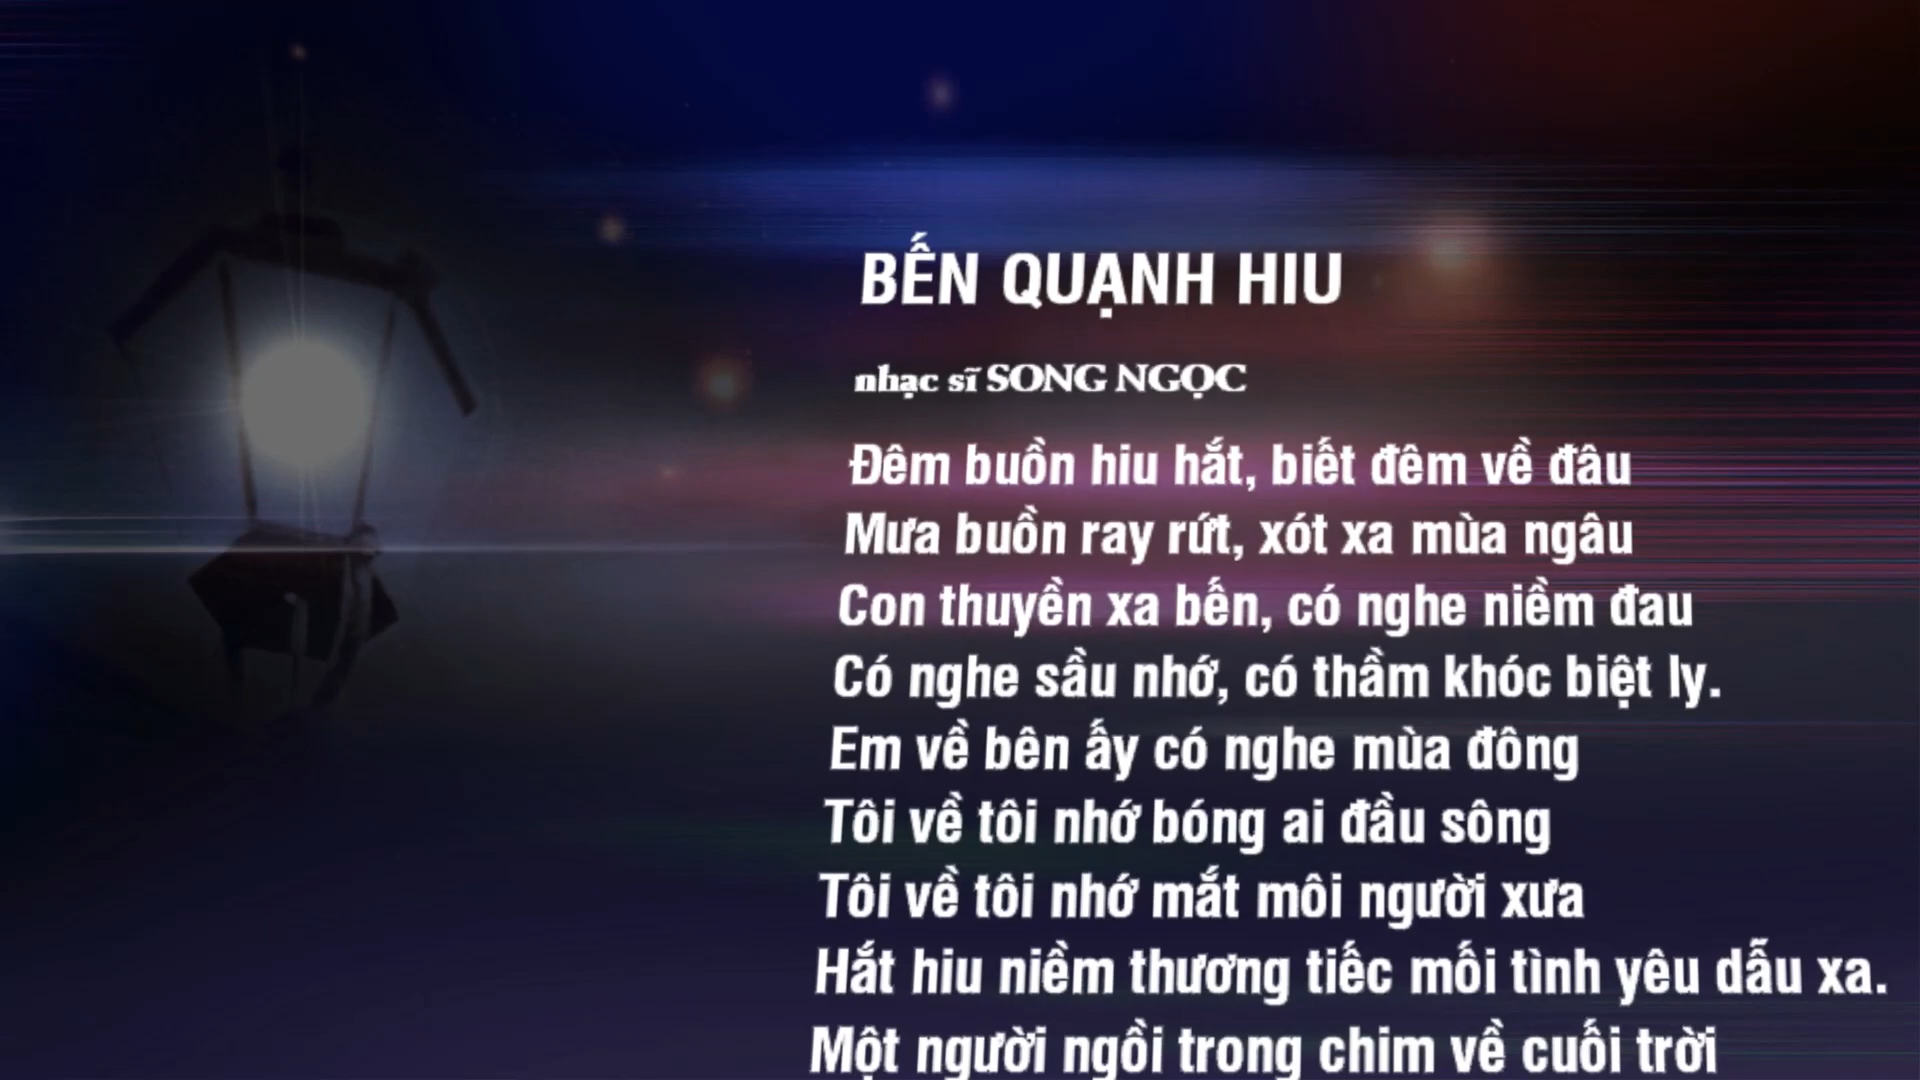 BẾN QUẠNH HIU
nhạc sĩ SONG NGỌC
Đêm buồn hiu hắt, biết đêm về đâu
Mưa buồn ray rứt, xót xa mùa ngâu
Con thuyền xa bến, có nghe niềm đau
Có nghe sầu nhớ, có thầm khóc biệt ly.
Em về bên ấy có nghe mùa đông
Tôi về tôi nhớ bóng ai đầu sông
Tôi về tôi nhớ mắt môi người xưa
Hắt hiu niềm thương tiếc mối tình yêu dẫu xa.
Một người ngồi trong chim về cuối trời